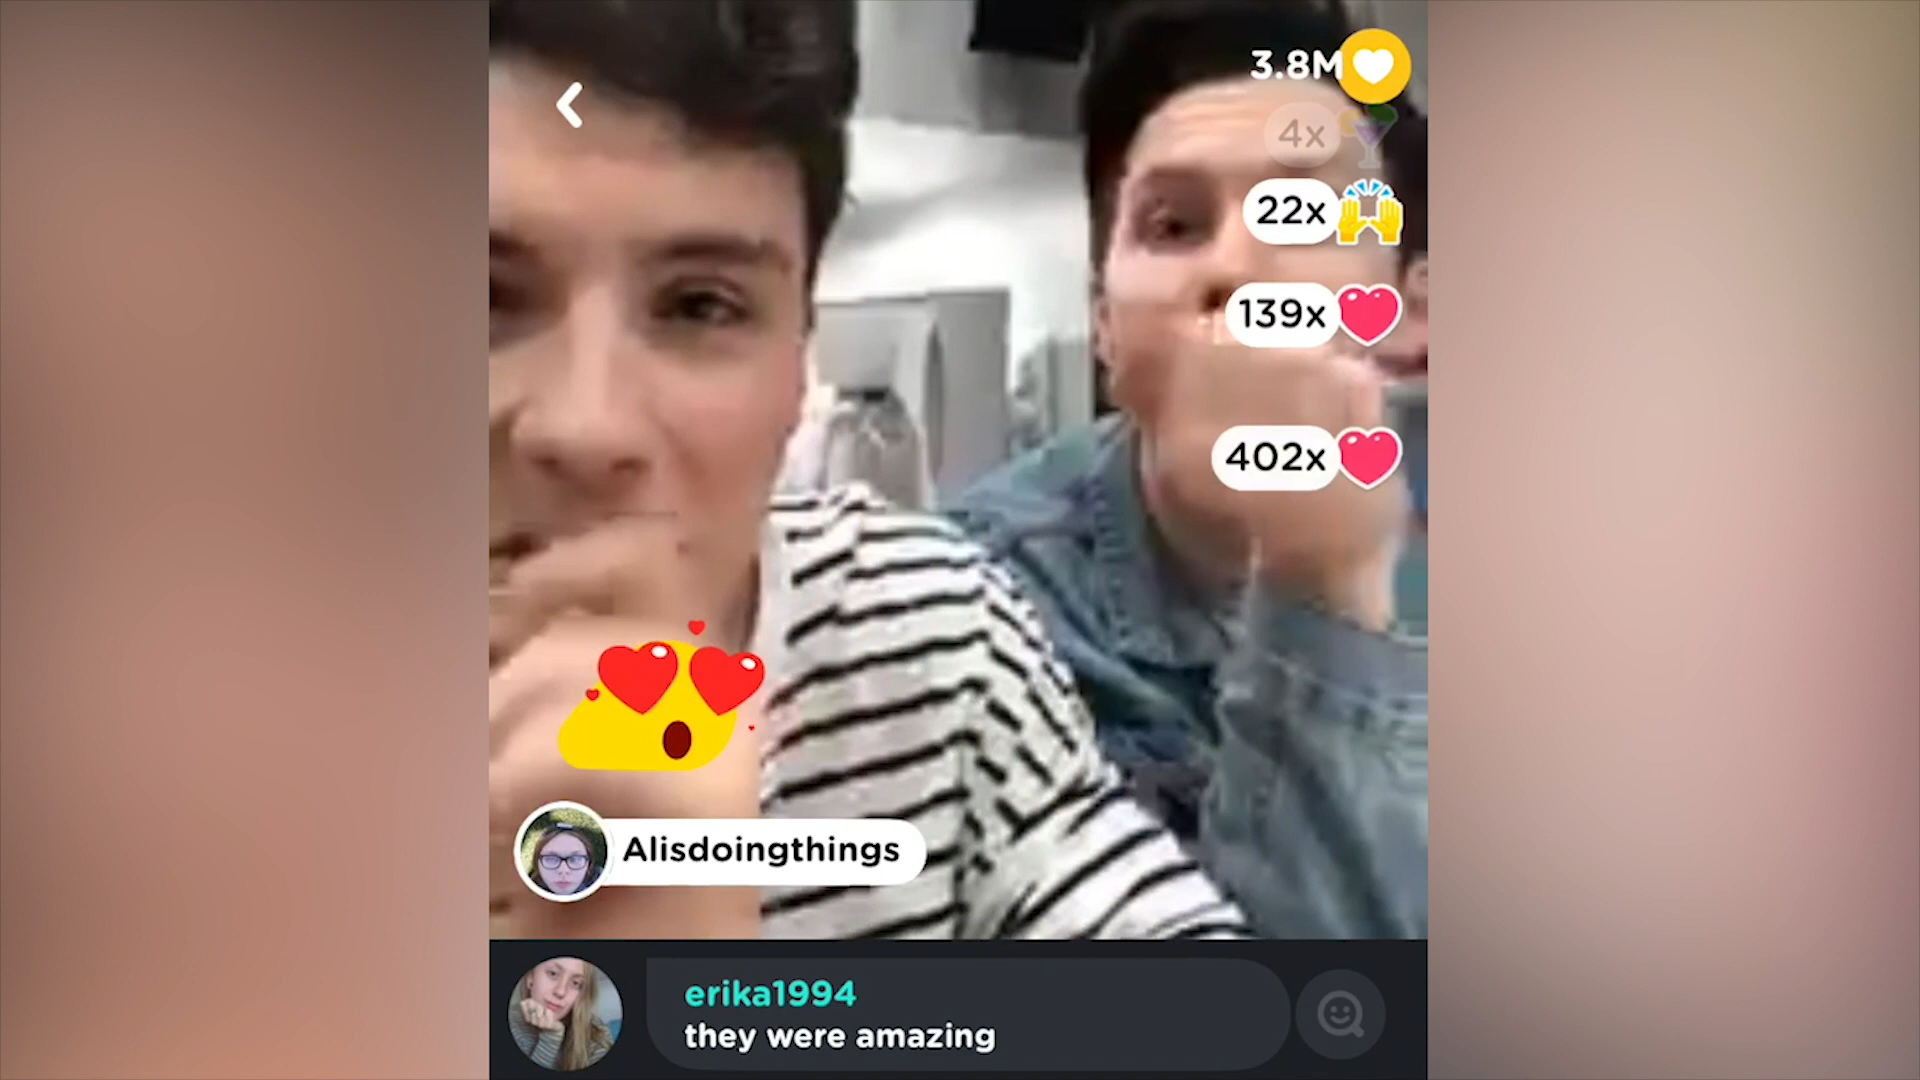 3.8M
4x
22x
139x
402x
Alisdoingthings
erika1994
they were amazing